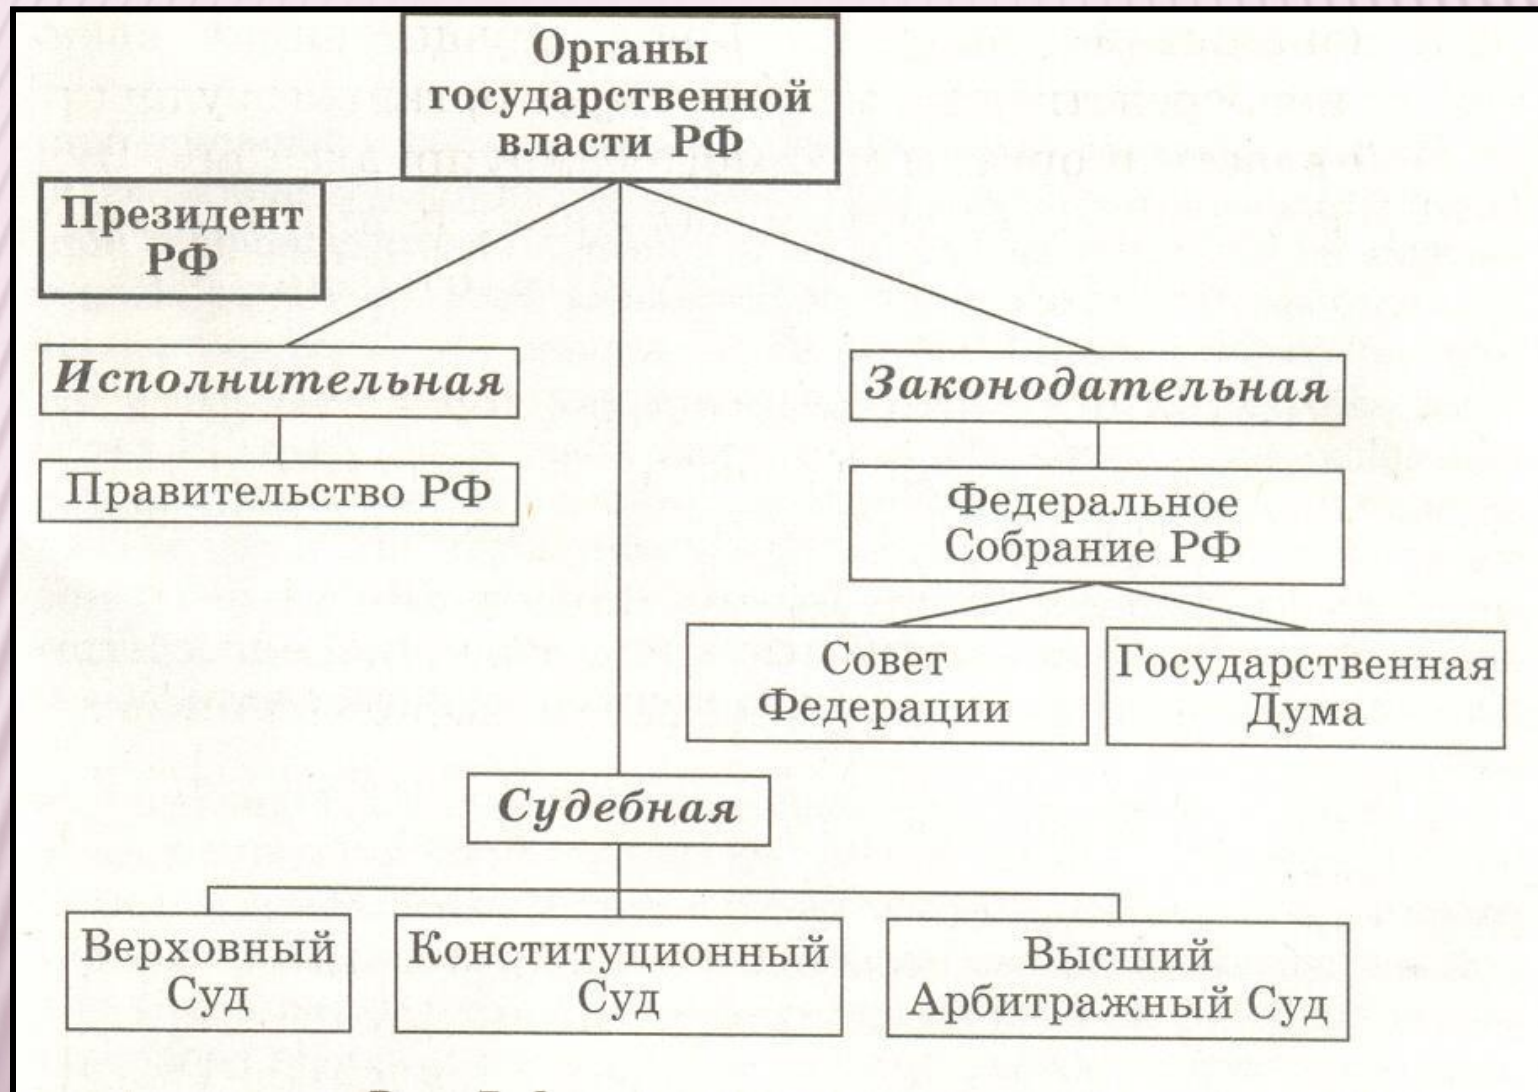 Органы
государственной
власти РФ
Президент
РФ
Исполнительная
Законодательная
Правительство РФ
Федеральное
Собрание РФ
Совет
Федерации
Государственная
Дума
Судебная
Верховный
Суд
Конституционный
Суд
Высший
Арбитражный Суд